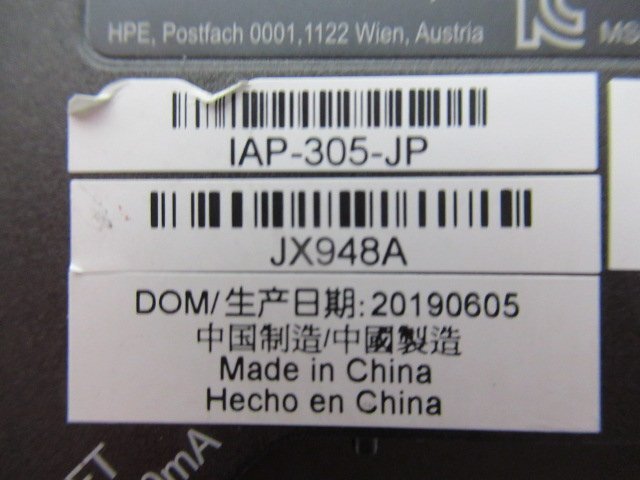 HPE, Postfach 0001,1122 Wien, Austria
IAP-305-JP
JX948A
DOM/生产日期: 20190605
中国制造/中國製造
Made in China
Hecho en China